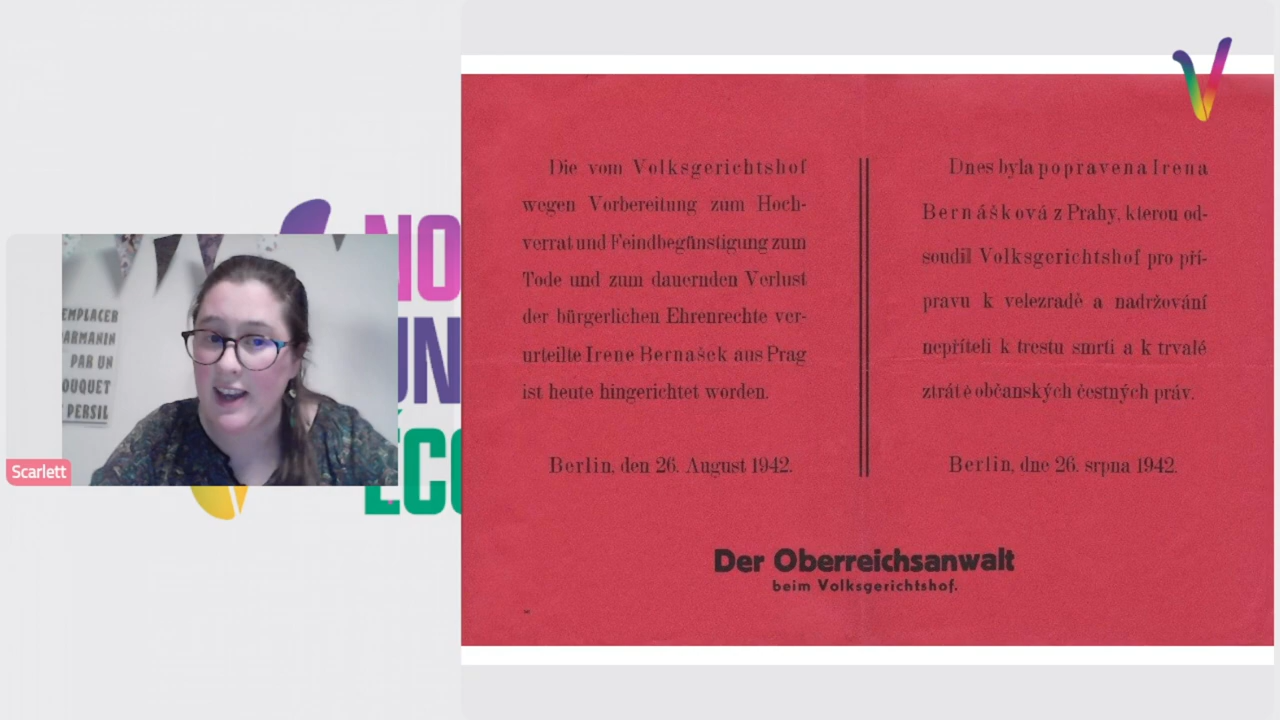 NO
UN
ÉCO
EMPLACER
ARMANIN
PAR UN
OUQUET
PERSIL
Scarlett
Die vom Volksgerichtshof
wegen Vorbereitung zum Hoch-
verrat und Feindbegünstigung zum
Tode und zum dauernden Verlust
der bürgerlichen Ehrenrechte ver-
urteilte Irene Bernašek aus Prag
ist heute hingerichtet worden.
Berlin, den 26. August 1942.
Dnes byla popravena Irena
Bernášková z Prahy, kterou od-
soudil Volksgerichtshof pro pří-
pravu k velezradě a nadržování
nepříteli k trestu smrti a k trvalé
ztrátě občanských čestných práv.
Berlin, dne 26. srpna 1942.
Der Oberreichsanwalt
beim Volksgerichtshof.